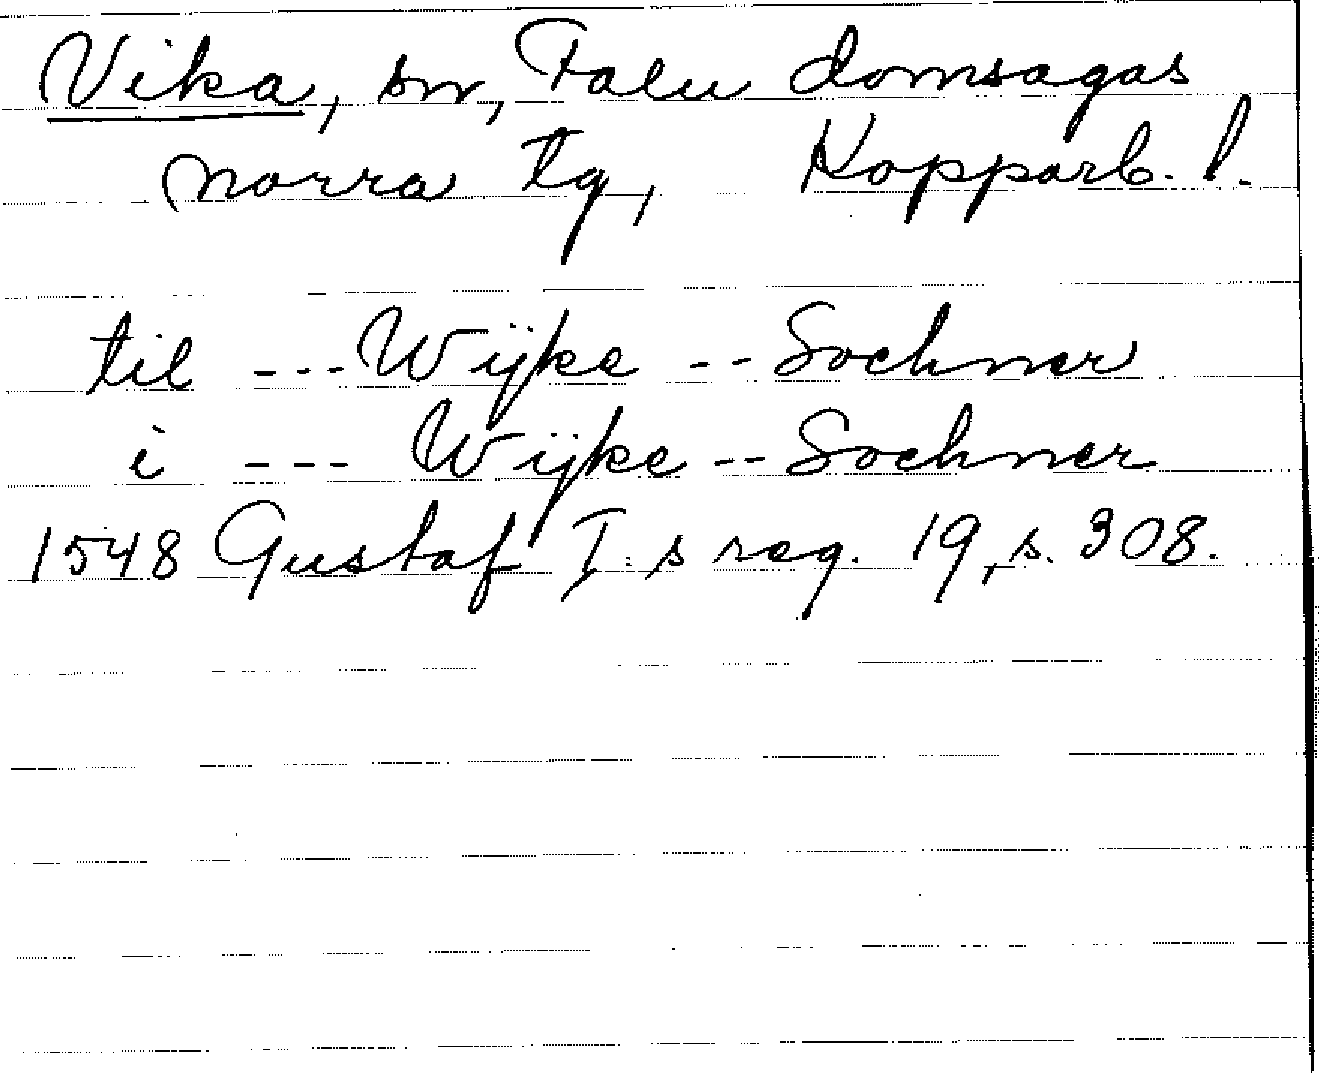 Vika, sn, Falu domsagas
norra tg, Kopparb. l.
til --- Wijke -- Sochner
i --- Wijke -- Sochner
1548 Gustaf I:s reg. 19, s. 308.